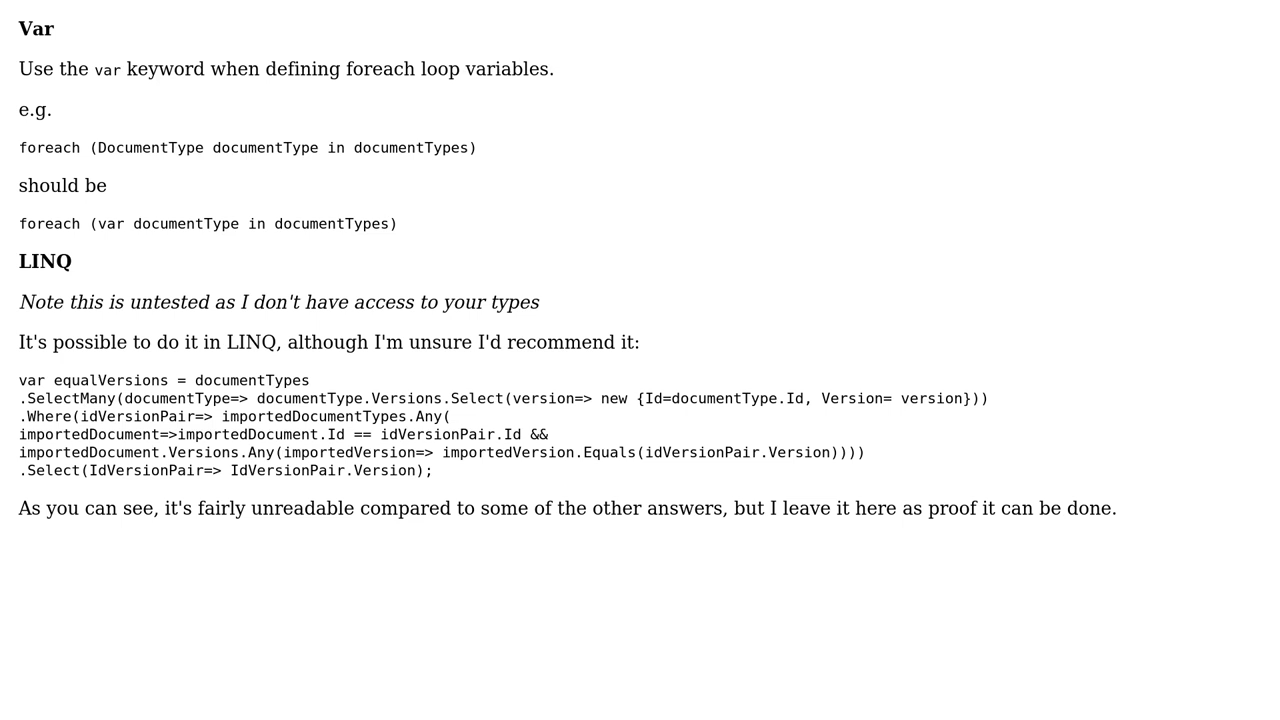 Var
Use the var keyword when defining foreach loop variables.
e.g.
foreach (DocumentType documentType in documentTypes)
should be
foreach (var documentType in documentTypes)
LINQ
Note this is untested as I don't have access to your types
It's possible to do it in LINQ, although I'm unsure I'd recommend it:
var equalVersions = documentTypes
.SelectMany(documentType=> documentType.Versions.Select(version=> new {Id=documentType.Id, Version= version}))
.Where(idVersionPair=> importedDocumentTypes.Any(
importedDocument=>importedDocument.Id == idVersionPair.Id &&
importedDocument.Versions.Any(importedVersion=> importedVersion.Equals(idVersionPair.Version))))
.Select(IdVersionPair=> IdVersionPair.Version);
As you can see, it's fairly unreadable compared to some of the other answers, but I leave it here as proof it can be done.